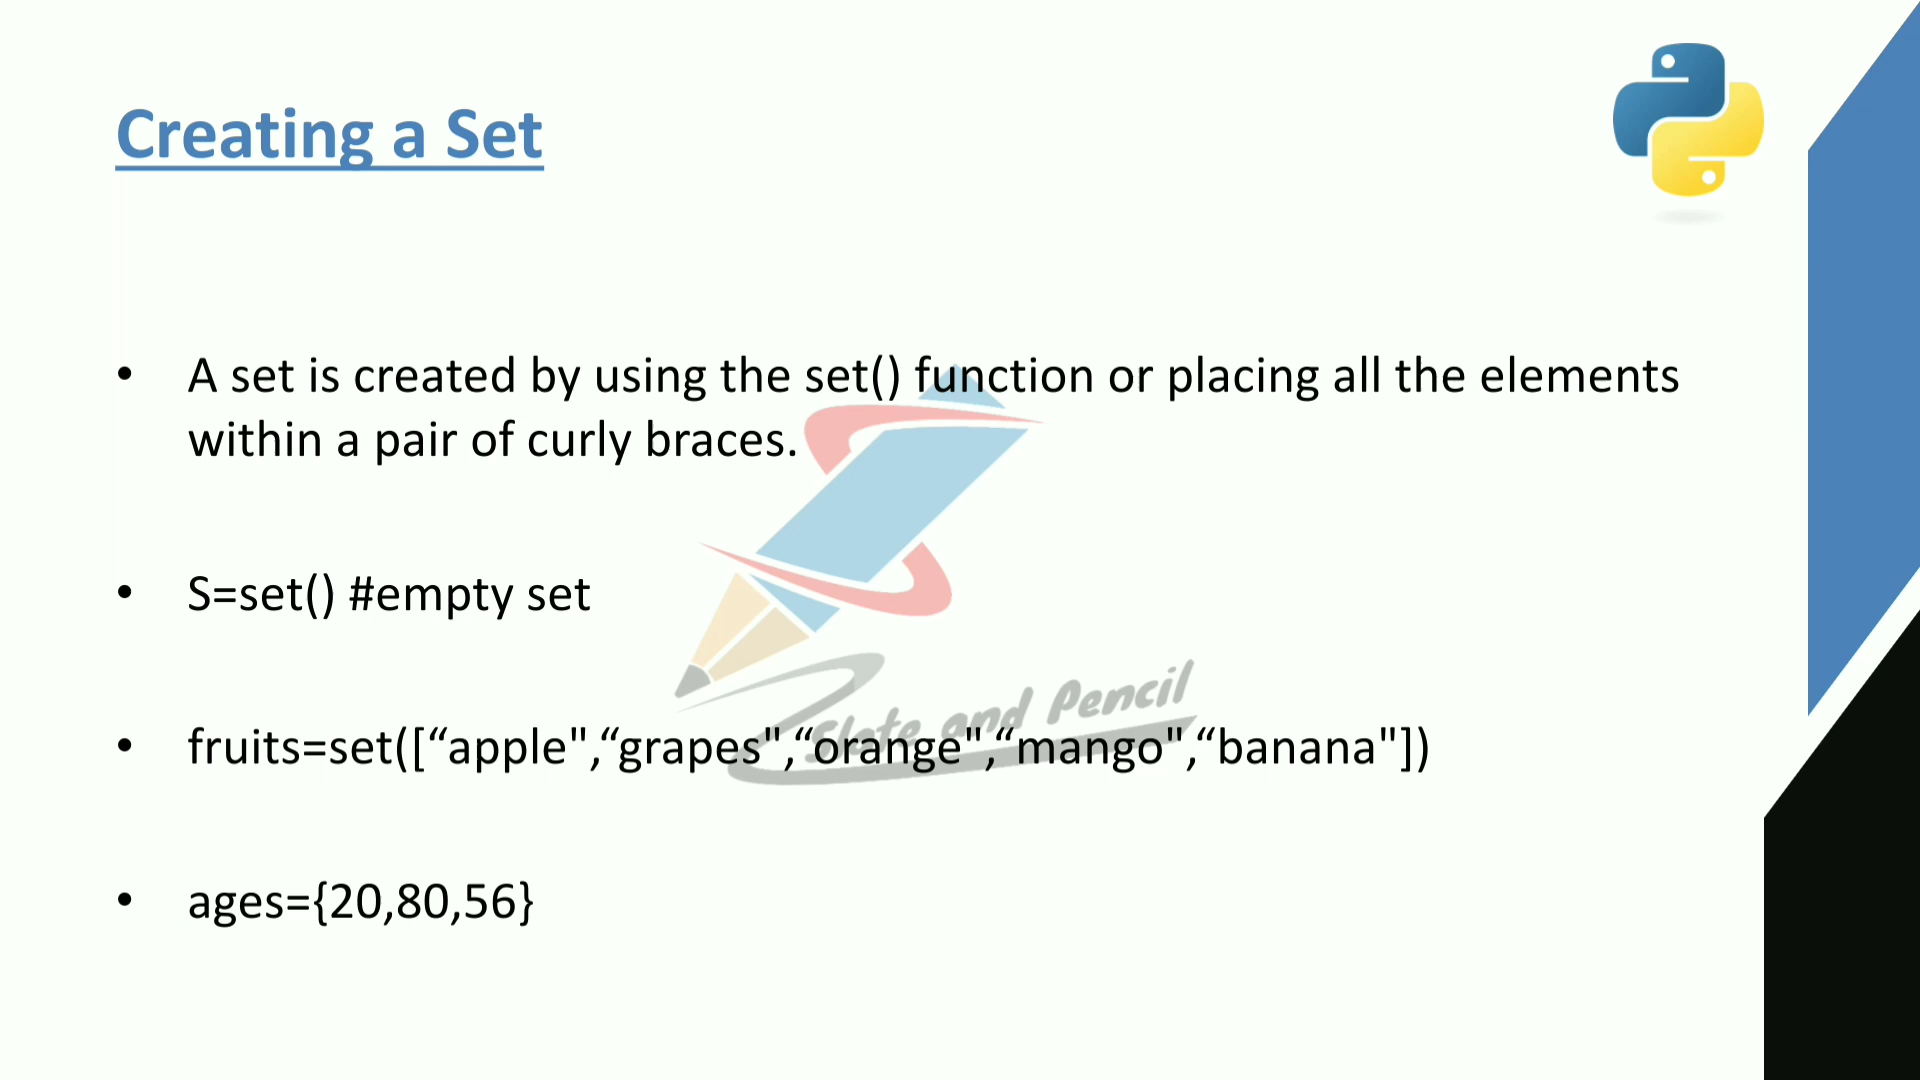 Creating a Set
• A set is created by using the set() function or placing all the elements
within a pair of curly braces.
• S=set() #empty set
Slate and Pencil
• fruits=set([“apple",“grapes",“orange",“mango",“banana"])
• ages={20,80,56}